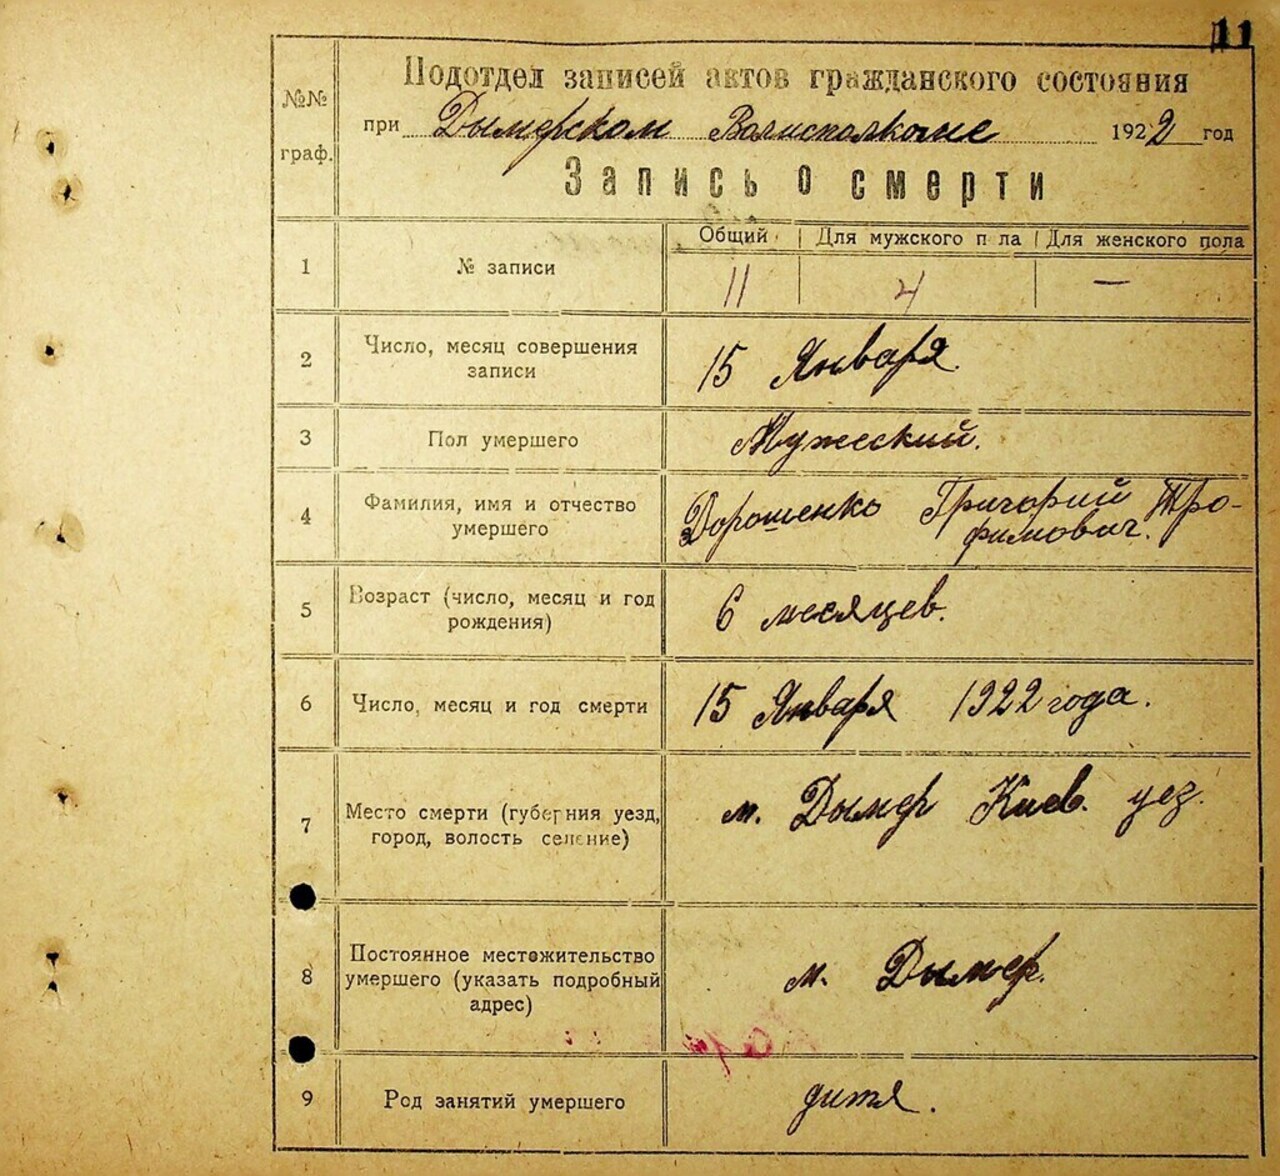 11
№№ граф.
Подотдел записей актов гражданского состояния
при Дымерском Волисполкоме 1922 год
Запись о смерти
Общий Для мужского п ла Для женского пола
1 № записи 11 4 —
2 Число, месяц совершения
записи
15 Января.
3 Пол умершего Мужеский.
4 Фамилия, имя и отчество
умершего
Дорошенко Григорий Тро-
фимович.
5 Возраст (число, месяц и год
рождения)
6 месяцев.
6 Число, месяц и год смерти 15 Января 1922 года.
7 Место смерти (губерния уезд,
город, волость селение)
м. Дымер Киев. уез.
8 Постоянное местожительство
умершего (указать подробный
адрес)
м. Дымер.
9 Род занятий умершего дитя.